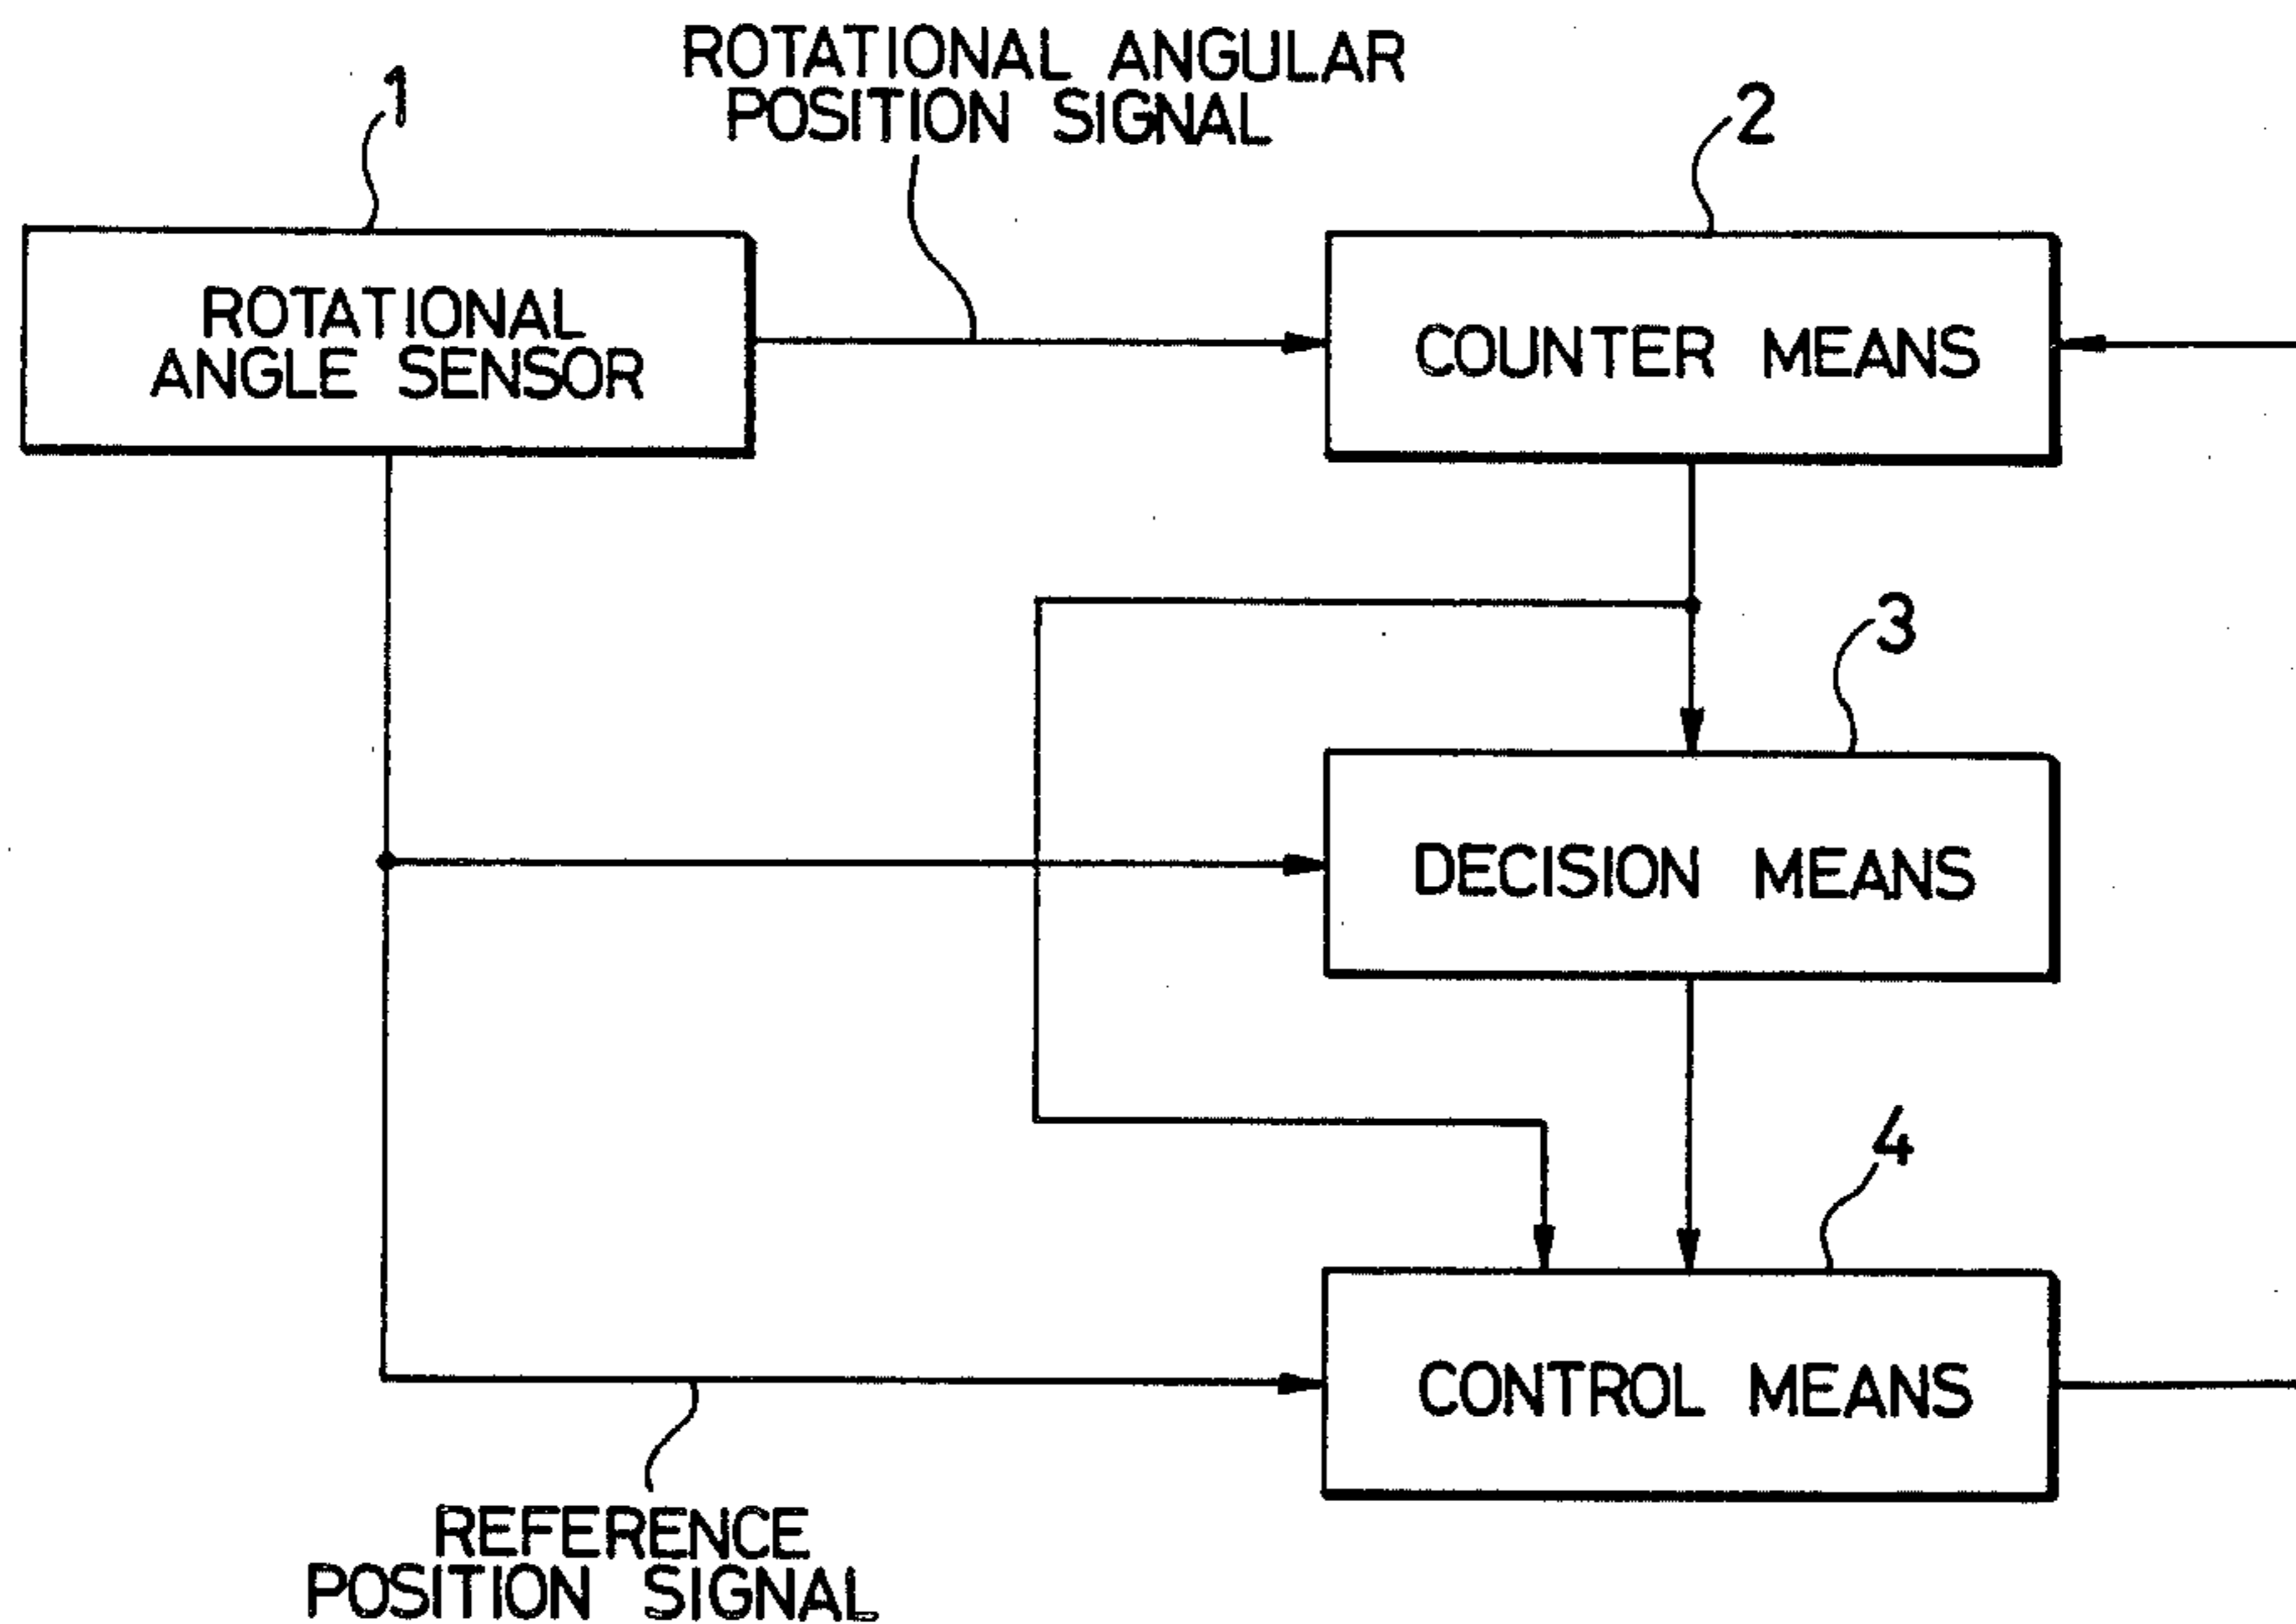 ROTATIONAL ANGULAR
POSITION SIGNAL
1
2
ROTATIONAL
ANGLE SENSOR
COUNTER MEANS
3
DECISION MEANS
4
CONTROL MEANS
REFERENCE
POSITION SIGNAL